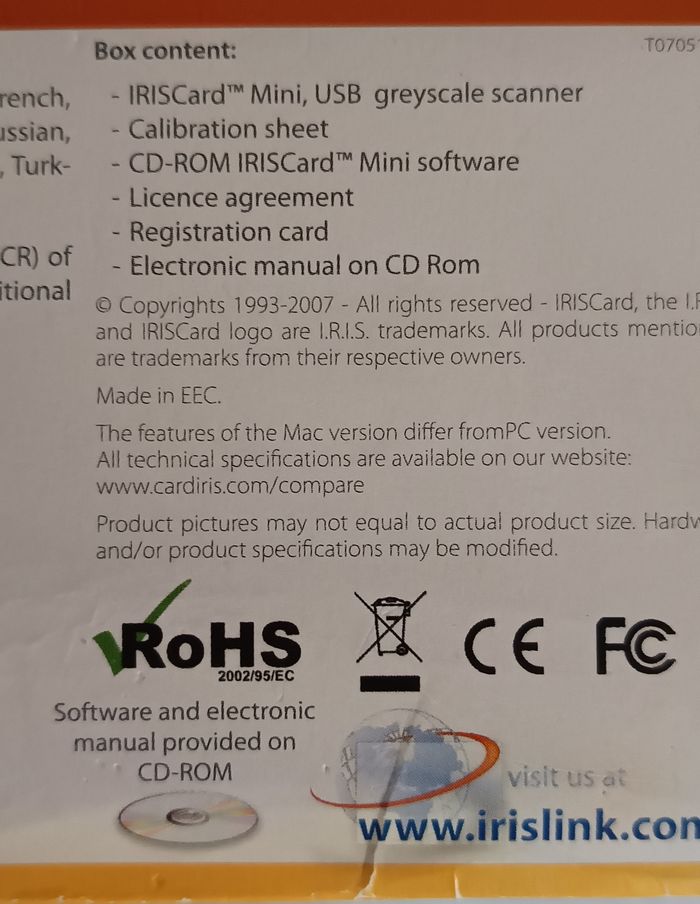 Box content:
T0705
rench,
- IRISCard™ Mini, USB greyscale scanner
ussian,
- Calibration sheet
, Turk-
- CD-ROM IRISCard™ Mini software
- Licence agreement
- Registration card
CR) of
- Electronic manual on CD Rom
itional
© Copyrights 1993-2007 - All rights reserved - IRISCard, the I.R
and IRISCard logo are I.R.I.S. trademarks. All products mentio
are trademarks from their respective owners.
Made in EEC.
The features of the Mac version differ fromPC version.
All technical specifications are available on our website:
www.cardiris.com/compare
Product pictures may not equal to actual product size. Hardw
and/or product specifications may be modified.
RoHS
2002/95/EC
CE
FC
Software and electronic
manual provided on
CD-ROM
visit us at
www.irislink.com